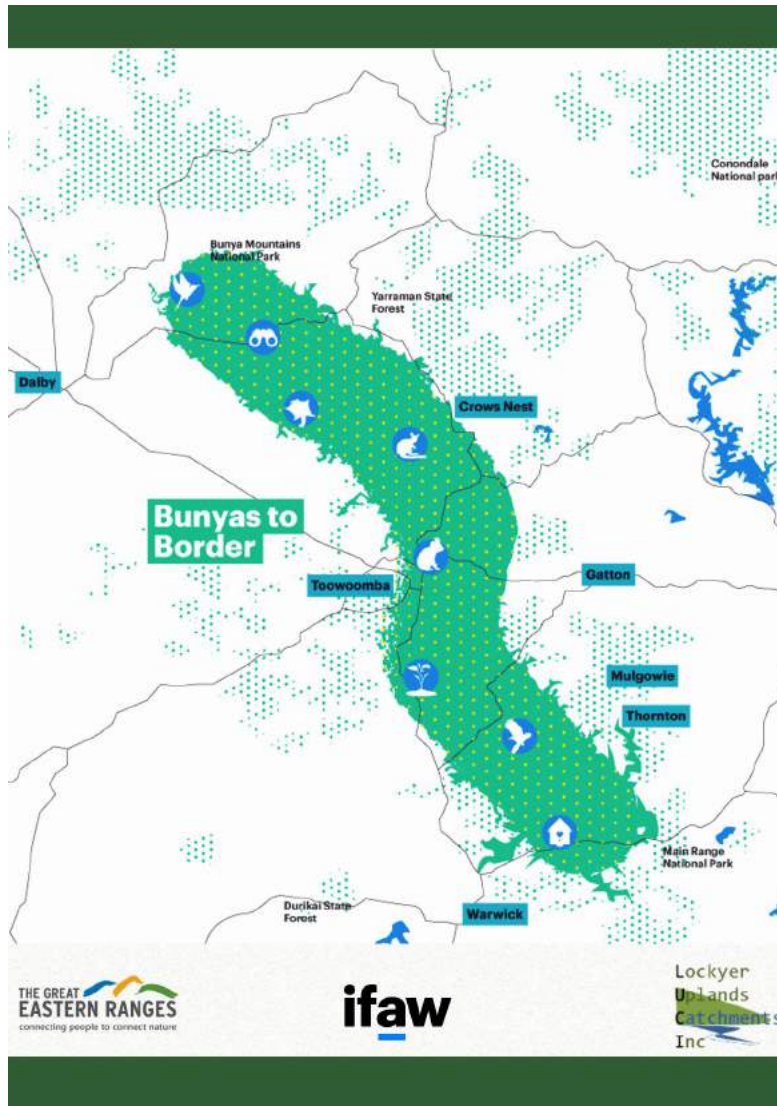 Conondale
National park
Bunya Mountains
National Park
Yarraman State
Forest
Dalby
Crows Nest
Bunyas to
Border
Toowoomba
Gatton
Mulgowie
Thornton
Main Range
National Park
Durikai State
Forest
Warwick
THE GREAT
EASTERN RANGES
connecting people to connect nature
ifaw
Lockyer
Uplands
Catchments
Inc